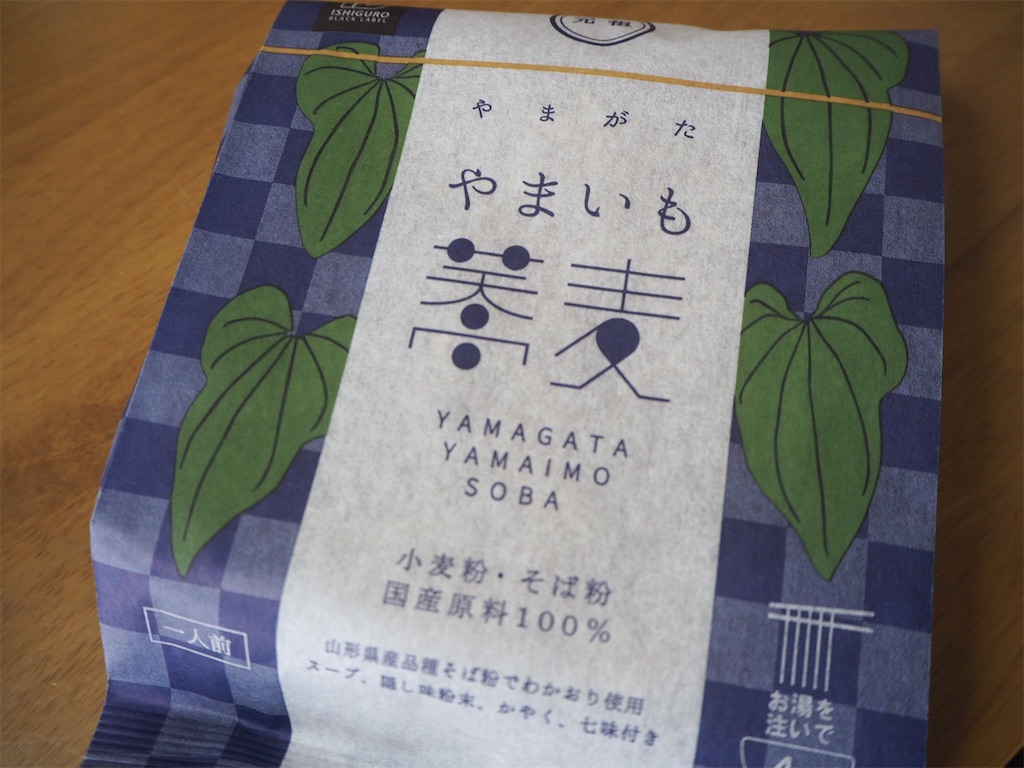 ISHIGURO
BLACK LABEL
元祖
やまがた
やまいも
蕎麦
YAMAGATA
YAMAIMO
SOBA
小麦粉・そば粉
国産原料100%
山形県産品種そば粉でわかおり使用
スープ、隠し味粉末、かやく、七味付き
一人前
お湯を
注いで
4